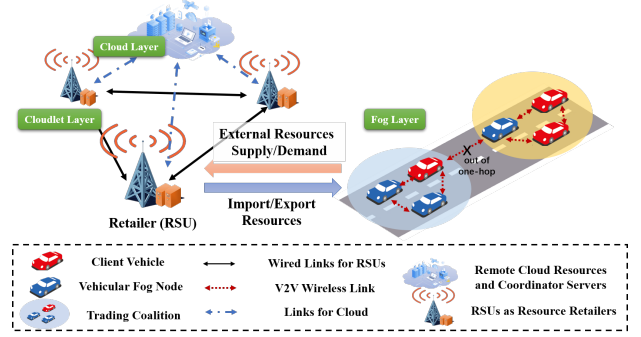 Cloud Layer
Cloudlet Layer
External Resources
Supply/Demand
Fog Layer
X
out of
one-hop
Retailer (RSU)
Import/Export
Resources
Client Vehicle
Wired Links for RSUs
Remote Cloud Resources
and Coordinator Servers
Vehicular Fog Node
V2V Wireless Link
Trading Coalition
Links for Cloud
RSUs as Resource Retailers